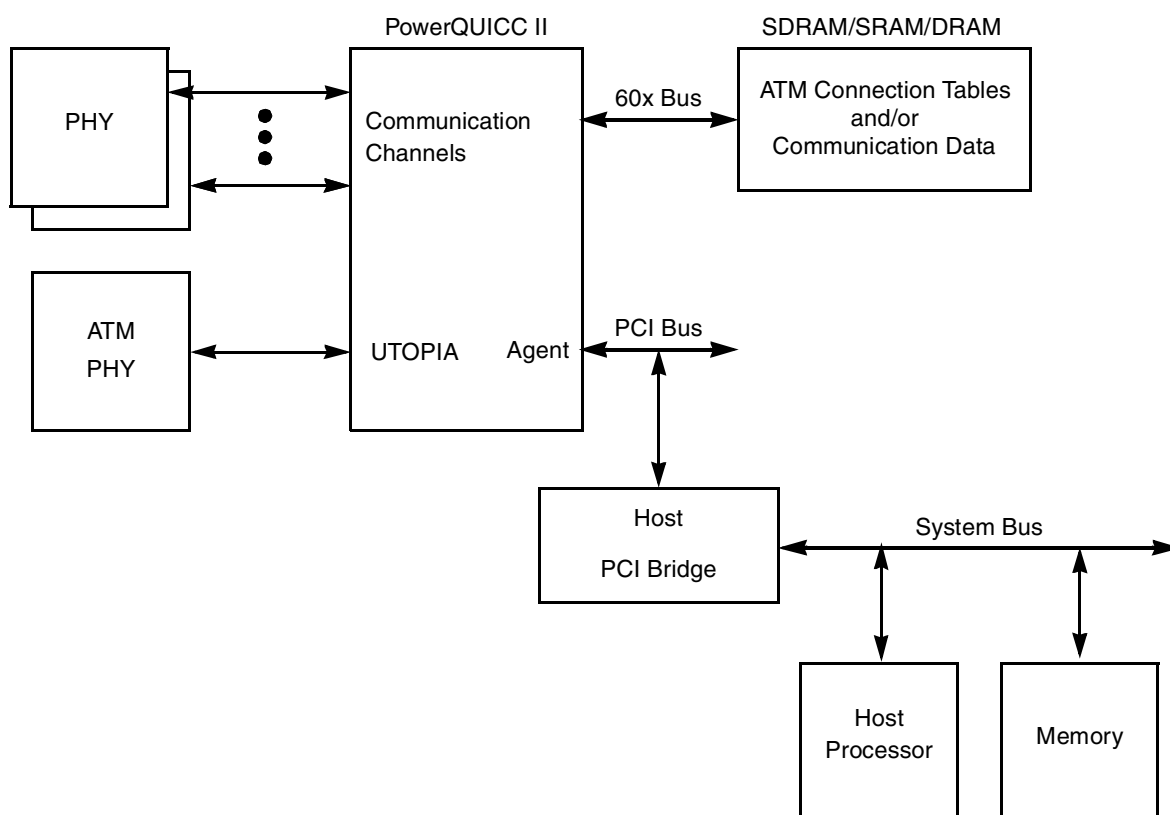 PowerQUICC II
SDRAM/SRAM/DRAM
PHY
Communication
Channels
60x Bus
ATM Connection Tables
and/or
Communication Data
ATM
PHY
UTOPIA
Agent
PCI Bus
Host
PCI Bridge
System Bus
Host
Processor
Memory